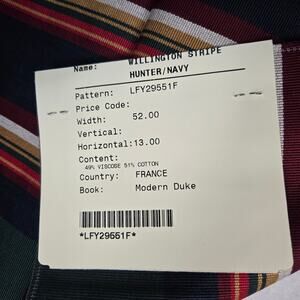 Name: WILLINGTON STRIPE
HUNTER/NAVY
Pattern: LFY29551F
Price Code:
Width: 52.00
Vertical:
Horizontal:13.00
Content:
49% VISCOSE 51% COTTON
Country: FRANCE
Book: Modern Duke
*LFY29551F*